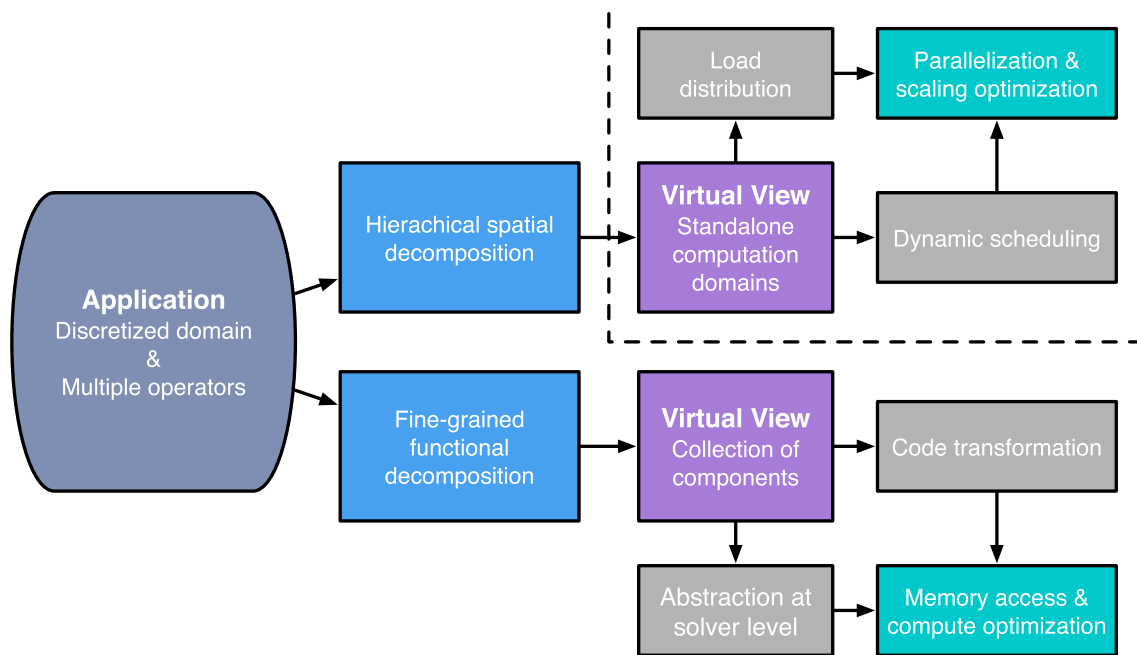 Application
Discretized domain
&
Multiple operators
Hierachical spatial
decomposition
Fine-grained
functional
decomposition
Load
distribution
Parallelization &
scaling optimization
Virtual View
Standalone
computation
domains
Dynamic scheduling
Virtual View
Collection of
components
Code transformation
Abstraction at
solver level
Memory access &
compute optimization